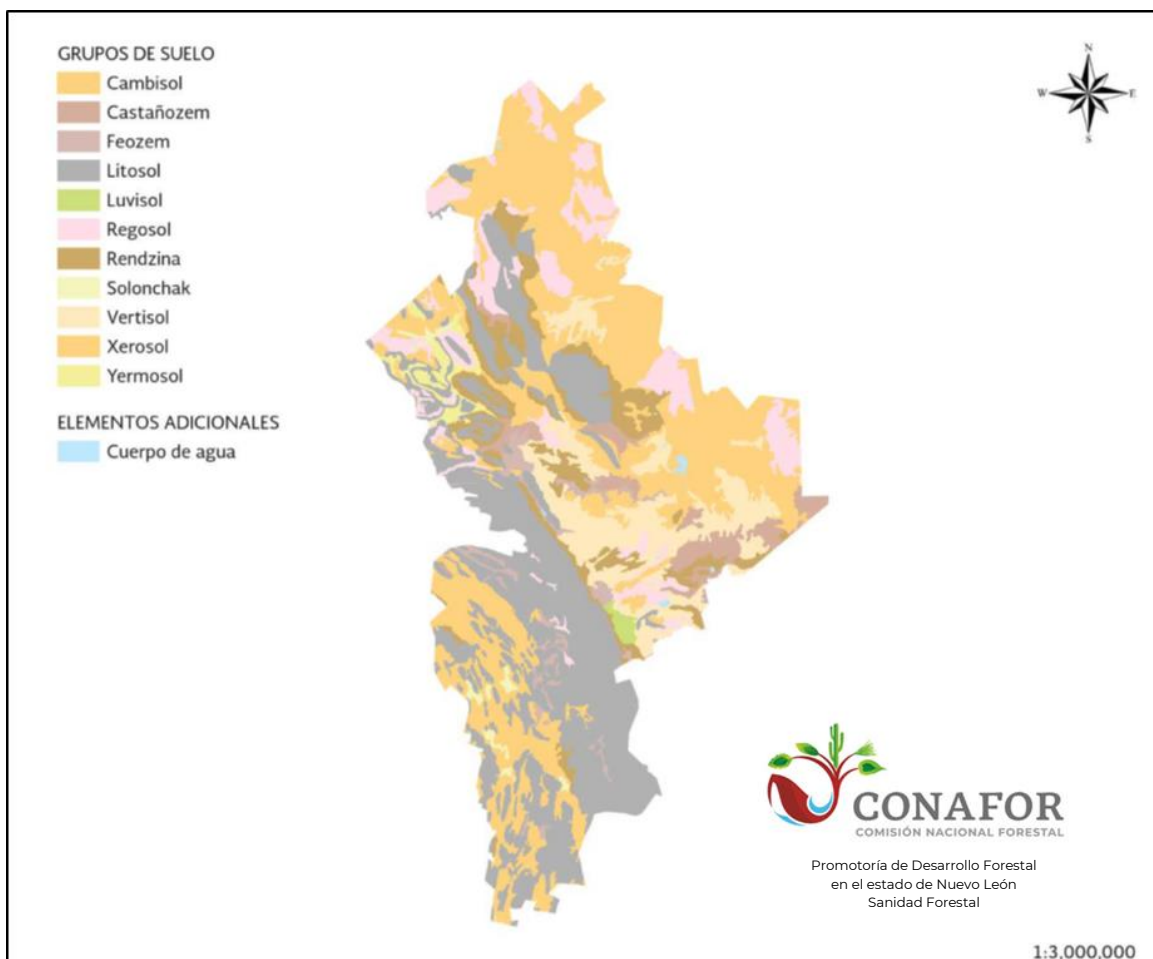 GRUPOS DE SUELO
Cambisol
Castañozem
Feozem
Litosol
Luvisol
Regosol
Rendzina
Solonchak
Vertisol
Xerosol
Yermosol
ELEMENTOS ADICIONALES
Cuerpo de agua
N
W
E
S
CONAFOR
COMISIÓN NACIONAL FORESTAL
Promotoría de Desarrollo Forestal
en el estado de Nuevo León
Sanidad Forestal
1:3,000,000